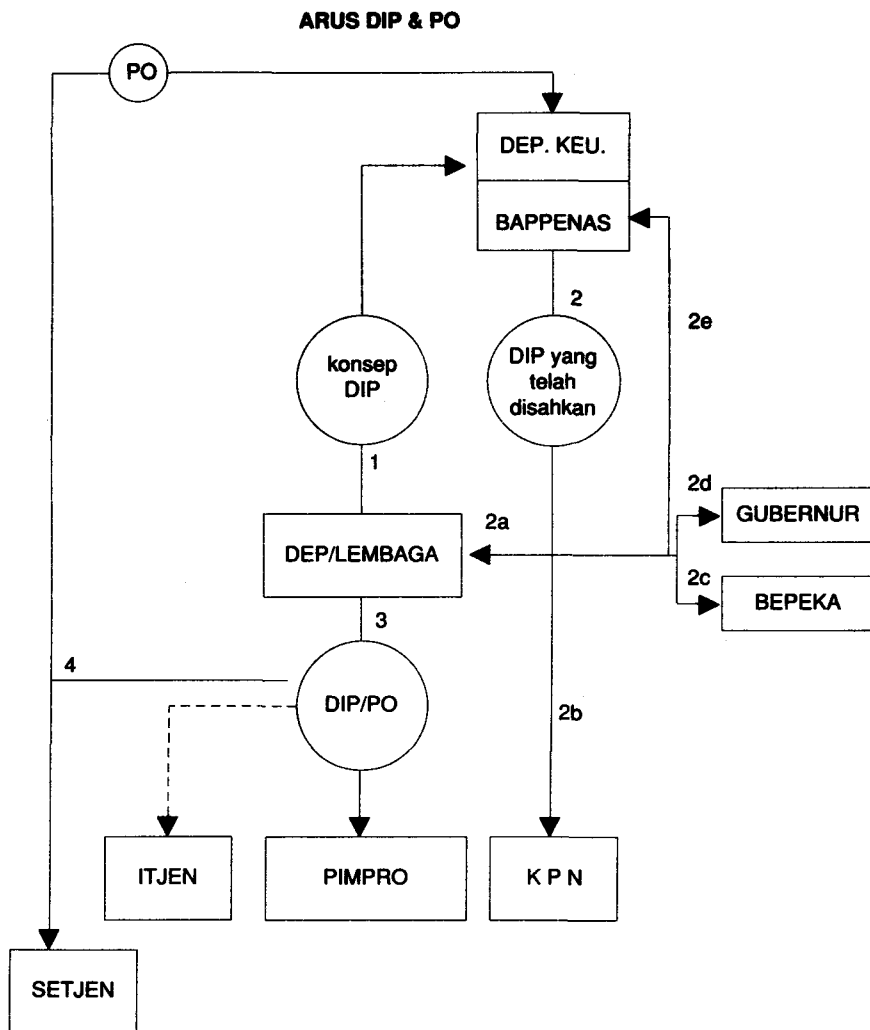 ARUS DIP & PO
PO
DEP. KEU.
BAPPENAS
2
2e
konsep
DIP
DIP yang
telah
disahkan
1
2d
GUBERNUR
2a
DEP/LEMBAGA
2c
BEPEKA
3
4
DIP/PO
2b
ITJEN
PIMPRO
K P N
SETJEN